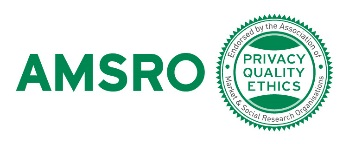 AMSRO
Endorsed by the Association of
PRIVACY
QUALITY
ETHICS
Market & Social Research Organisations